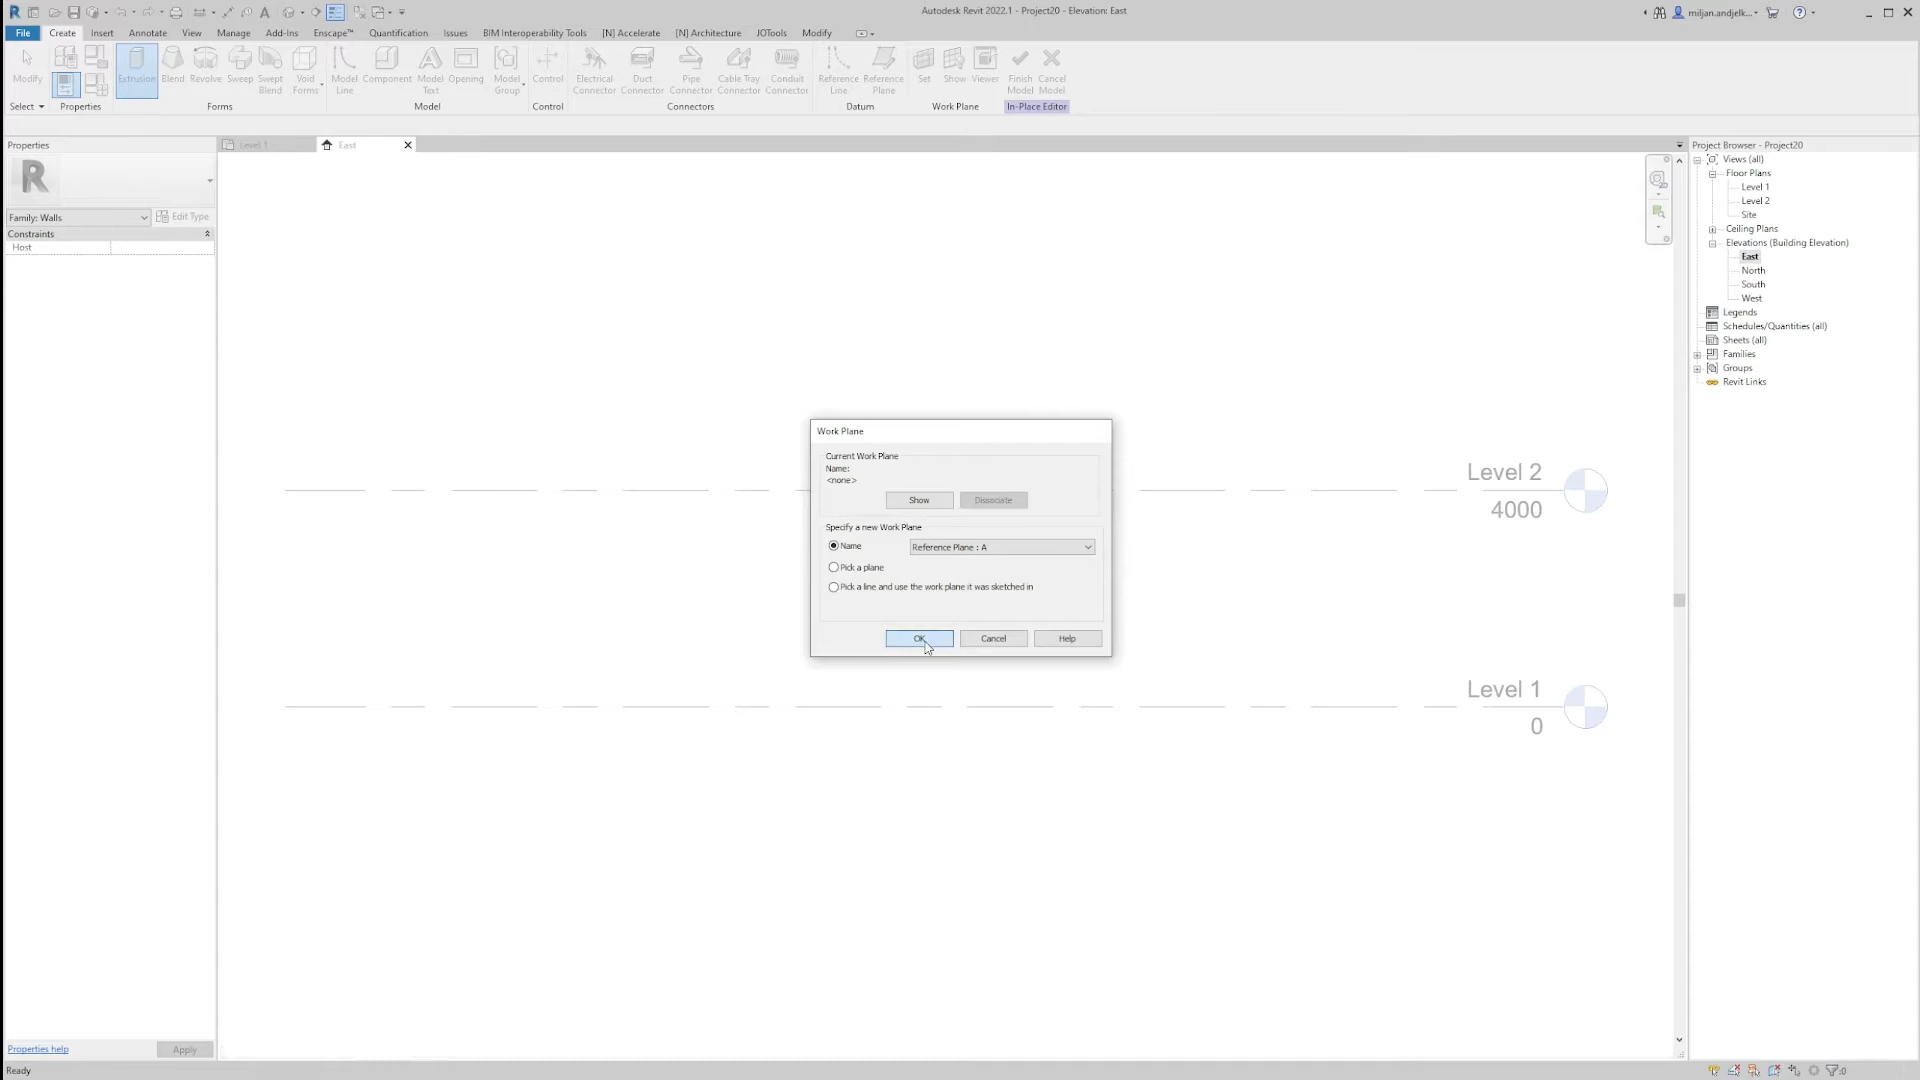 Autodesk Revit 2022.1 - Project20 - Elevation: East
miljan.andjelk...
File Create Insert Annotate View Manage Add-Ins Enscape™ Quantification Issues BIM Interoperability Tools [N] Accelerate [N] Architecture JOTools Modify
Modify
Extrusion
Blend
Revolve
Sweep
Swept Blend
Void Forms
Model Line
Component
Model Text
Opening
Model Group
Control
Electrical Connector
Duct Connector
Pipe Connector
Cable Tray Connector
Conduit Connector
Reference Line
Reference Plane
Set
Show
Viewer
Finish Model
Cancel Model
Select Properties Forms Model Control Connectors Datum Work Plane In-Place Editor
Properties
R
Family: Walls
Edit Type
Constraints
Host
Level 1
East
Work Plane
Current Work Plane
Name:
<none>
Show
Dissociate
Specify a new Work Plane
Name
Reference Plane : A
Pick a plane
Pick a line and use the work plane it was sketched in
OK
Cancel
Help
Level 2
4000
Level 1
0
Project Browser - Project20
Views (all)
Floor Plans
Level 1
Level 2
Site
Ceiling Plans
Elevations (Building Elevation)
East
North
South
West
Legends
Schedules/Quantities (all)
Sheets (all)
Families
Groups
Revit Links
Properties help
Apply
Ready
:0